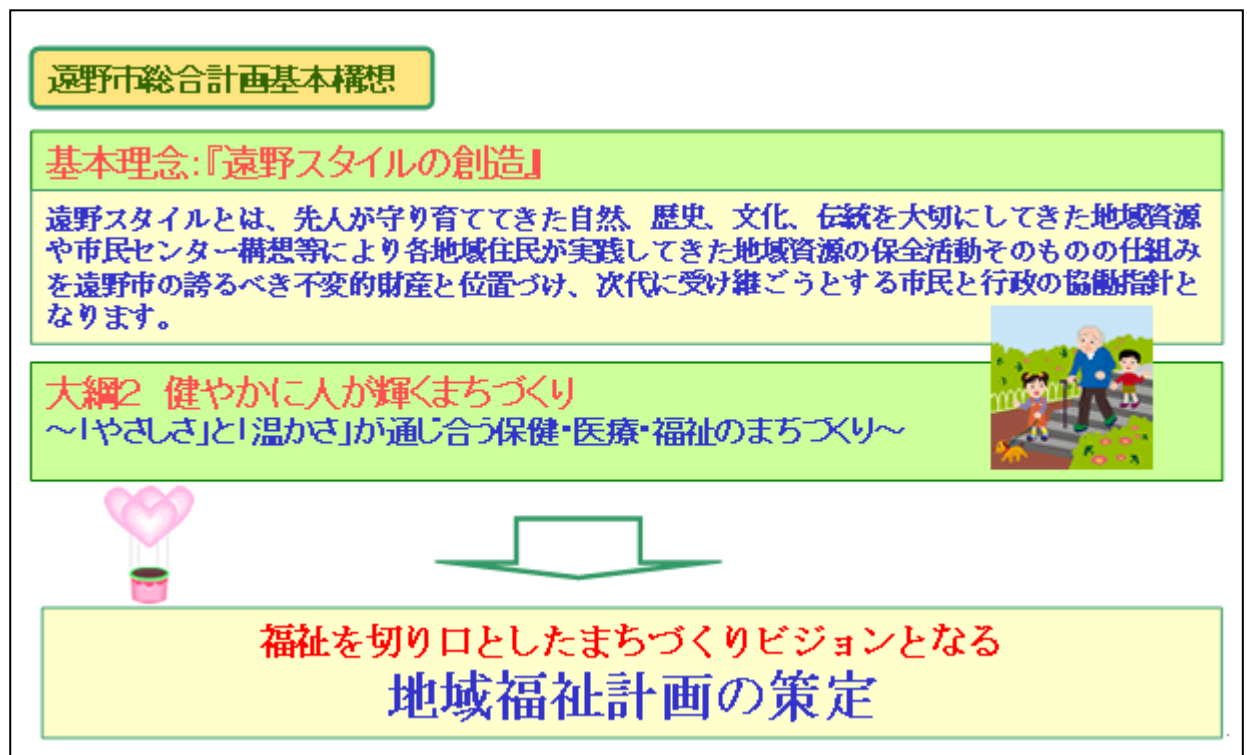 遠野市総合計画基本構想
基本理念:『遠野スタイルの創造』
遠野スタイルとは、先人が守り育ててきた自然、歴史、文化、伝統を大切にしてきた地域資源
や市民センター構想等により各地域住民が実践してきた地域資源の保全活動そのものの仕組み
を遠野市の誇るべき不変的財産と位置づけ、次代に受け継ごうとする市民と行政の協働指針と
なります。
大綱2 健やかに人が輝くまちづくり
～「やさしさ」と「温かさ」が通じ合う保健・医療・福祉のまちづくり～
福祉を切り口としたまちづくりビジョンとなる
地域福祉計画の策定